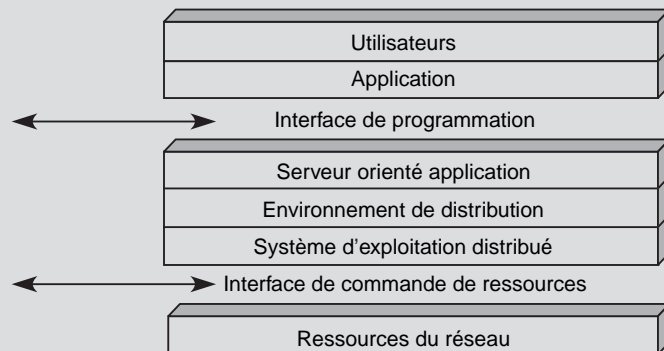 Utilisateurs
Application
Interface de programmation
Serveur orienté application
Environnement de distribution
Système d’exploitation distribué
Interface de commande de ressources
Ressources du réseau